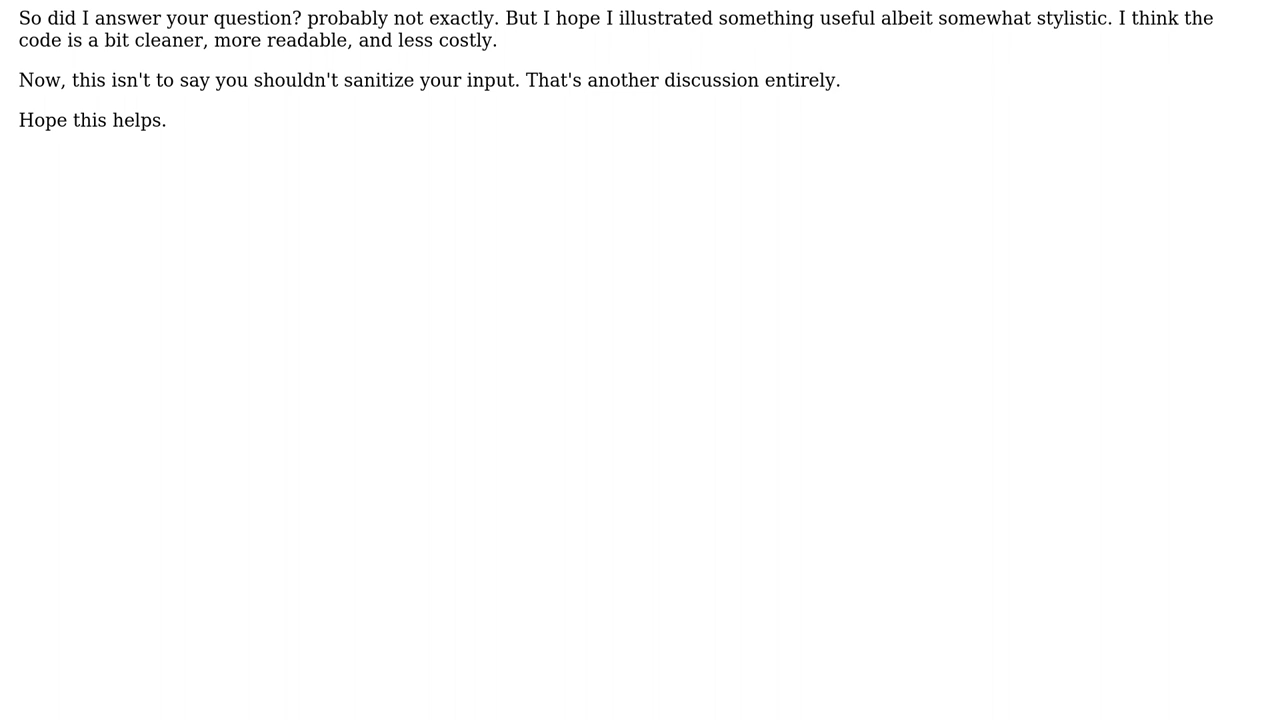 So did I answer your question? probably not exactly. But I hope I illustrated something useful albeit somewhat stylistic. I think the
code is a bit cleaner, more readable, and less costly.
Now, this isn't to say you shouldn't sanitize your input. That's another discussion entirely.
Hope this helps.